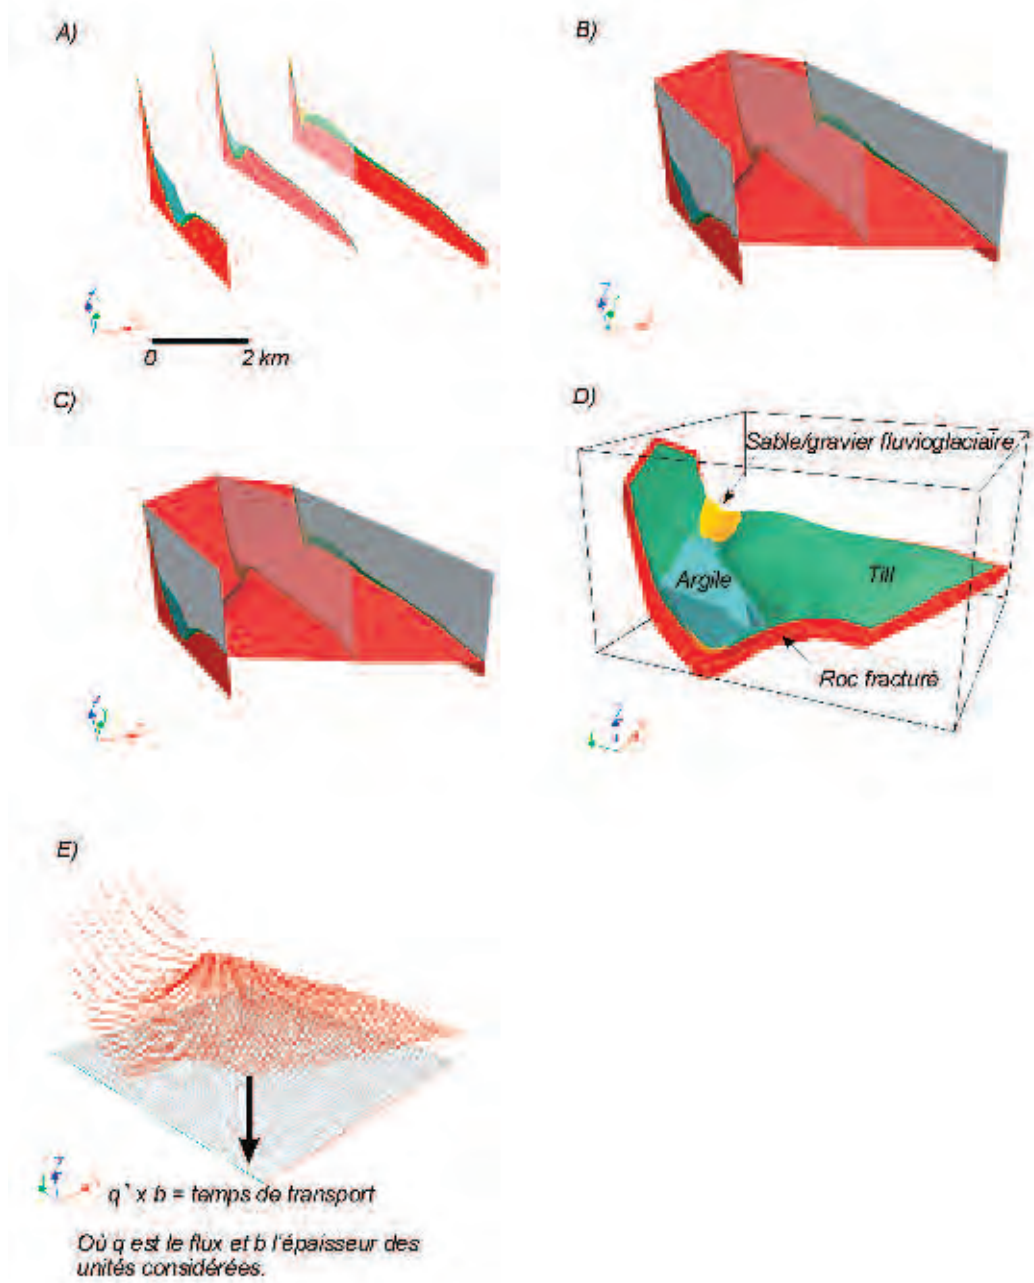 A)
B)
0 2 km
C)
D)
Sable/gravier fluvioglaciaire
Argile
Till
Roc fracturé
E)
q* x b = temps de transport
Où q est le flux et b l'épaisseur des
unités considérées.